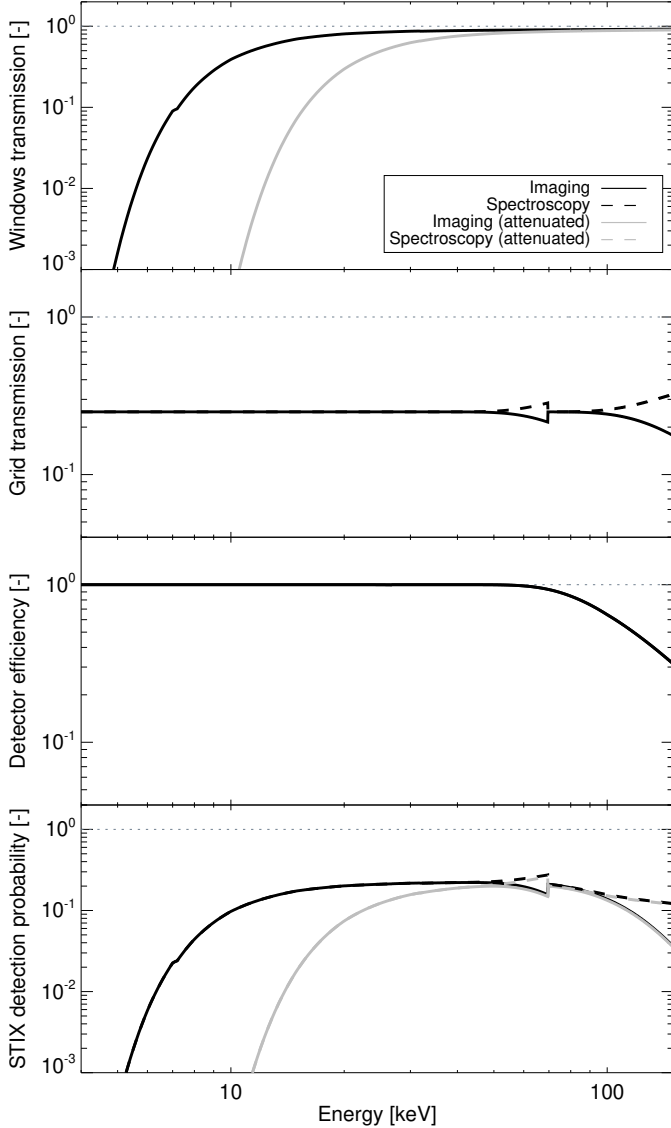 Windows transmission [-]
10^0
10^-1
10^-2
10^-3
Imaging
Spectroscopy
Imaging (attenuated)
Spectroscopy (attenuated)
Grid transmission [-]
10^0
10^-1
Detector efficiency [-]
10^0
10^-1
STIX detection probability [-]
10^0
10^-1
10^-2
10^-3
10
100
Energy [keV]